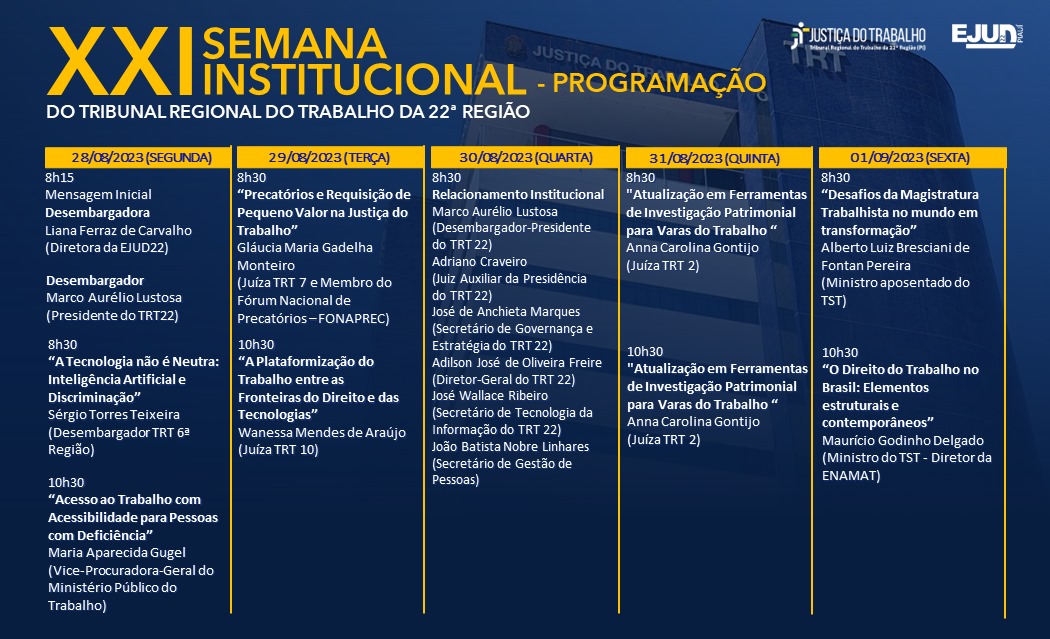 XXI SEMANA
INSTITUCIONAL - PROGRAMAÇÃO
DO TRIBUNAL REGIONAL DO TRABALHO DA 22ª REGIÃO
JUSTIÇA DO TRABALHO
Tribunal Regional do Trabalho da 22ª Região (PI)
EJUD
22
PIAUÍ
JUSTIÇA DO TRABALHO
TRT
28/08/2023 (SEGUNDA)
8h15
Mensagem Inicial
Desembargadora
Liana Ferraz de Carvalho
(Diretora da EJUD22)
Desembargador
Marco Aurélio Lustosa
(Presidente do TRT22)
8h30
“A Tecnologia não é Neutra:
Inteligência Artificial e
Discriminação”
Sérgio Torres Teixeira
(Desembargador TRT 6ª
Região)
10h30
“Acesso ao Trabalho com
Acessibilidade para Pessoas
com Deficiência”
Maria Aparecida Gugel
(Vice-Procuradora-Geral do
Ministério Público do
Trabalho)
29/08/2023 (TERÇA)
8h30
“Precatórios e Requisição de
Pequeno Valor na Justiça do
Trabalho”
Gláucia Maria Gadelha
Monteiro
(Juíza TRT 7 e Membro do
Fórum Nacional de
Precatórios – FONAPREC)
10h30
“A Plataformização do
Trabalho entre as
Fronteiras do Direito e das
Tecnologias”
Wanessa Mendes de Araújo
(Juíza TRT 10)
30/08/2023 (QUARTA)
8h30
Relacionamento Institucional
Marco Aurélio Lustosa
(Desembargador-Presidente
do TRT 22)
Adriano Craveiro
(Juiz Auxiliar da Presidência
do TRT 22)
José de Anchieta Marques
(Secretário de Governança e
Estratégia do TRT 22)
Adilson José de Oliveira Freire
(Diretor-Geral do TRT 22)
José Wallace Ribeiro
(Secretário de Tecnologia da
Informação do TRT 22)
João Batista Nobre Linhares
(Secretário de Gestão de
Pessoas)
31/08/2023 (QUINTA)
8h30
"Atualização em Ferramentas
de Investigação Patrimonial
para Varas do Trabalho “
Anna Carolina Gontijo
(Juíza TRT 2)
10h30
"Atualização em Ferramentas
de Investigação Patrimonial
para Varas do Trabalho “
Anna Carolina Gontijo
(Juíza TRT 2)
01/09/2023 (SEXTA)
8h30
“Desafios da Magistratura
Trabalhista no mundo em
transformação”
Alberto Luiz Bresciani de
Fontan Pereira
(Ministro aposentado do
TST)
10h30
“O Direito do Trabalho no
Brasil: Elementos
estruturais e
contemporâneos”
Maurício Godinho Delgado
(Ministro do TST - Diretor da
ENAMAT)